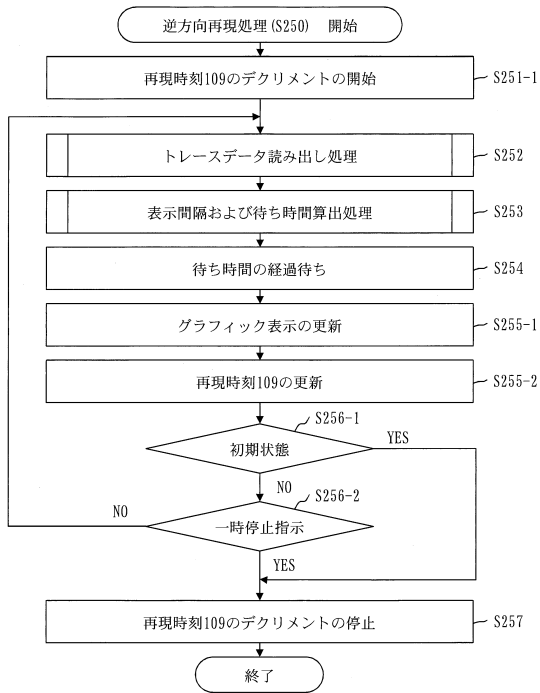 逆方向再現処理(S250) 開始
再現時刻109のデクリメントの開始
S251-1
トレースデータ読み出し処理
S252
表示間隔および待ち時間算出処理
S253
待ち時間の経過待ち
S254
グラフィック表示の更新
S255-1
再現時刻109の更新
S255-2
S256-1
初期状態
YES
NO
S256-2
一時停止指示
NO
YES
再現時刻109のデクリメントの停止
S257
終了